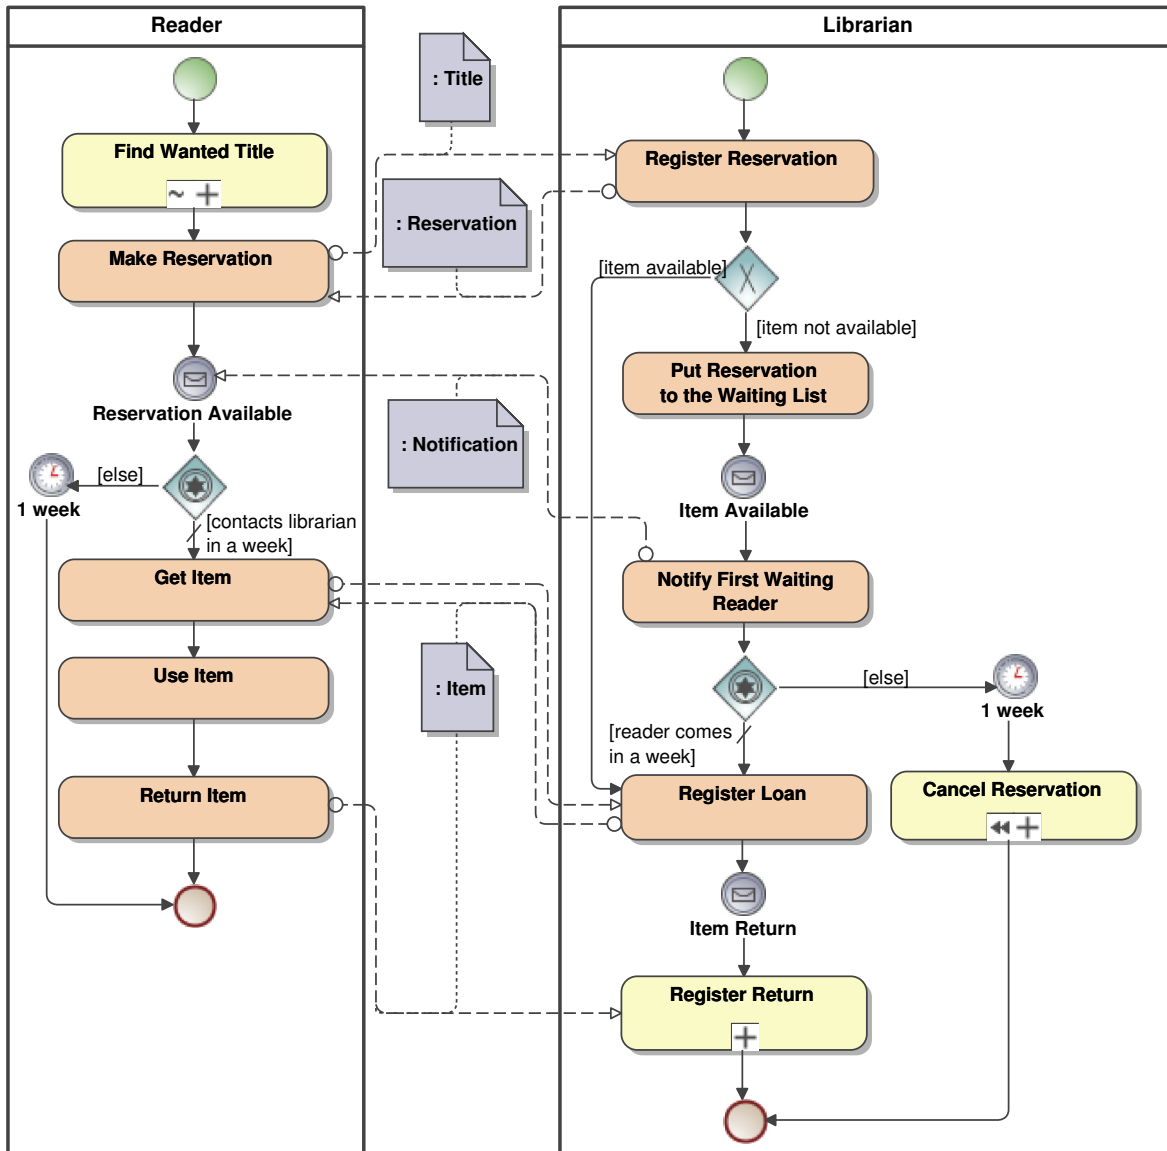 Reader
Librarian
: Title
Find Wanted Title
Register Reservation
: Reservation
Make Reservation
[item available]
[item not available]
Put Reservation
to the Waiting List
Reservation Available
: Notification
[else]
1 week
[contacts librarian
in a week]
Item Available
Get Item
Notify First Waiting
Reader
Use Item
: Item
[else]
1 week
[reader comes
in a week]
Return Item
Register Loan
Cancel Reservation
Item Return
Register Return